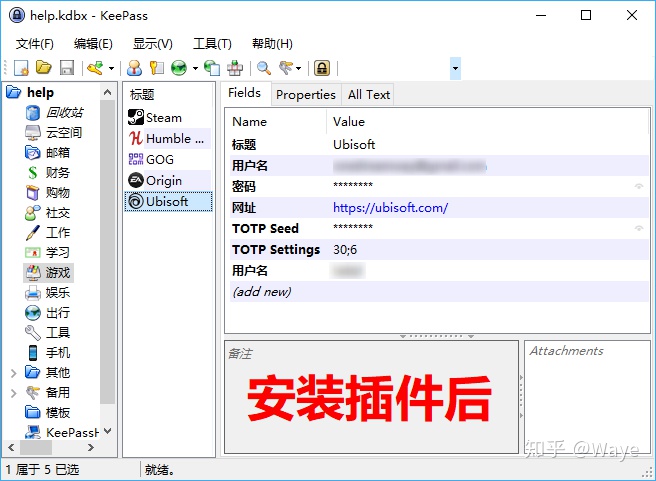 help.kdbx - KeePass
文件(F) 编辑(E) 显示(V) 工具(T) 帮助(H)
help
回收站
云空间
邮箱
财务
购物
社交
工作
学习
游戏
娱乐
出行
工具
手机
其他
备用
模板
KeePassH
标题
Steam
Humble ...
GOG
Origin
Ubisoft
Fields Properties All Text
Name Value
标题 Ubisoft
用户名
密码 ********
网址 https://ubisoft.com/
TOTP Seed ********
TOTP Settings 30;6
用户名
(add new)
备注
安装插件后
Attachments
知乎 @Waye
1 属于 5 已选 就绪。